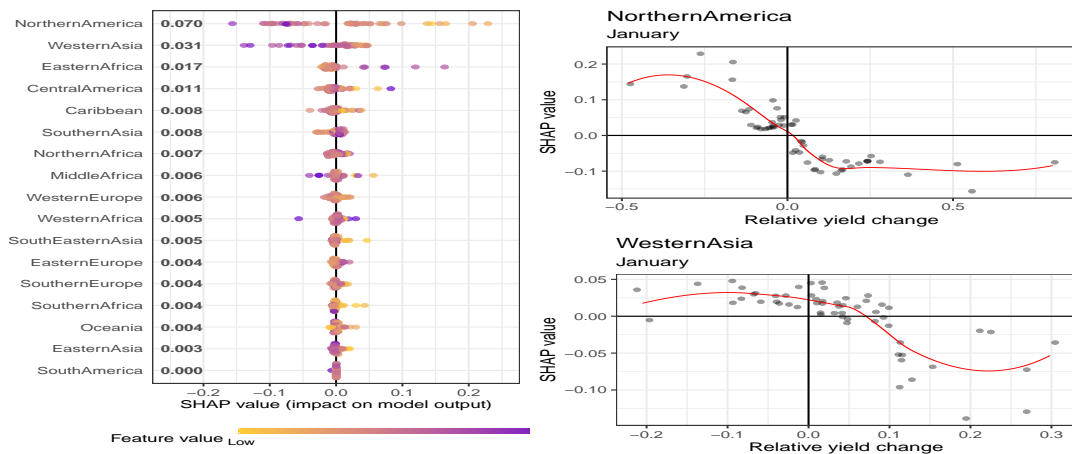 NorthernAmerica 0.070
WesternAsia 0.031
EasternAfrica 0.017
CentralAmerica 0.011
Caribbean 0.008
SouthernAsia 0.008
NorthernAfrica 0.007
MiddleAfrica 0.006
WesternEurope 0.006
WesternAfrica 0.005
SouthEasternAsia 0.005
EasternEurope 0.004
SouthernEurope 0.004
SouthernAfrica 0.004
Oceania 0.004
EasternAsia 0.003
SouthAmerica 0.000
−0.2 −0.1 0.0 0.1 0.2
SHAP value (impact on model output)
Feature value Low
NorthernAmerica
January
SHAP value
0.2
0.1
0.0
−0.1
−0.5 0.0 0.5
Relative yield change
WesternAsia
January
SHAP value
0.05
0.00
−0.05
−0.10
−0.2 −0.1 0.0 0.1 0.2 0.3
Relative yield change